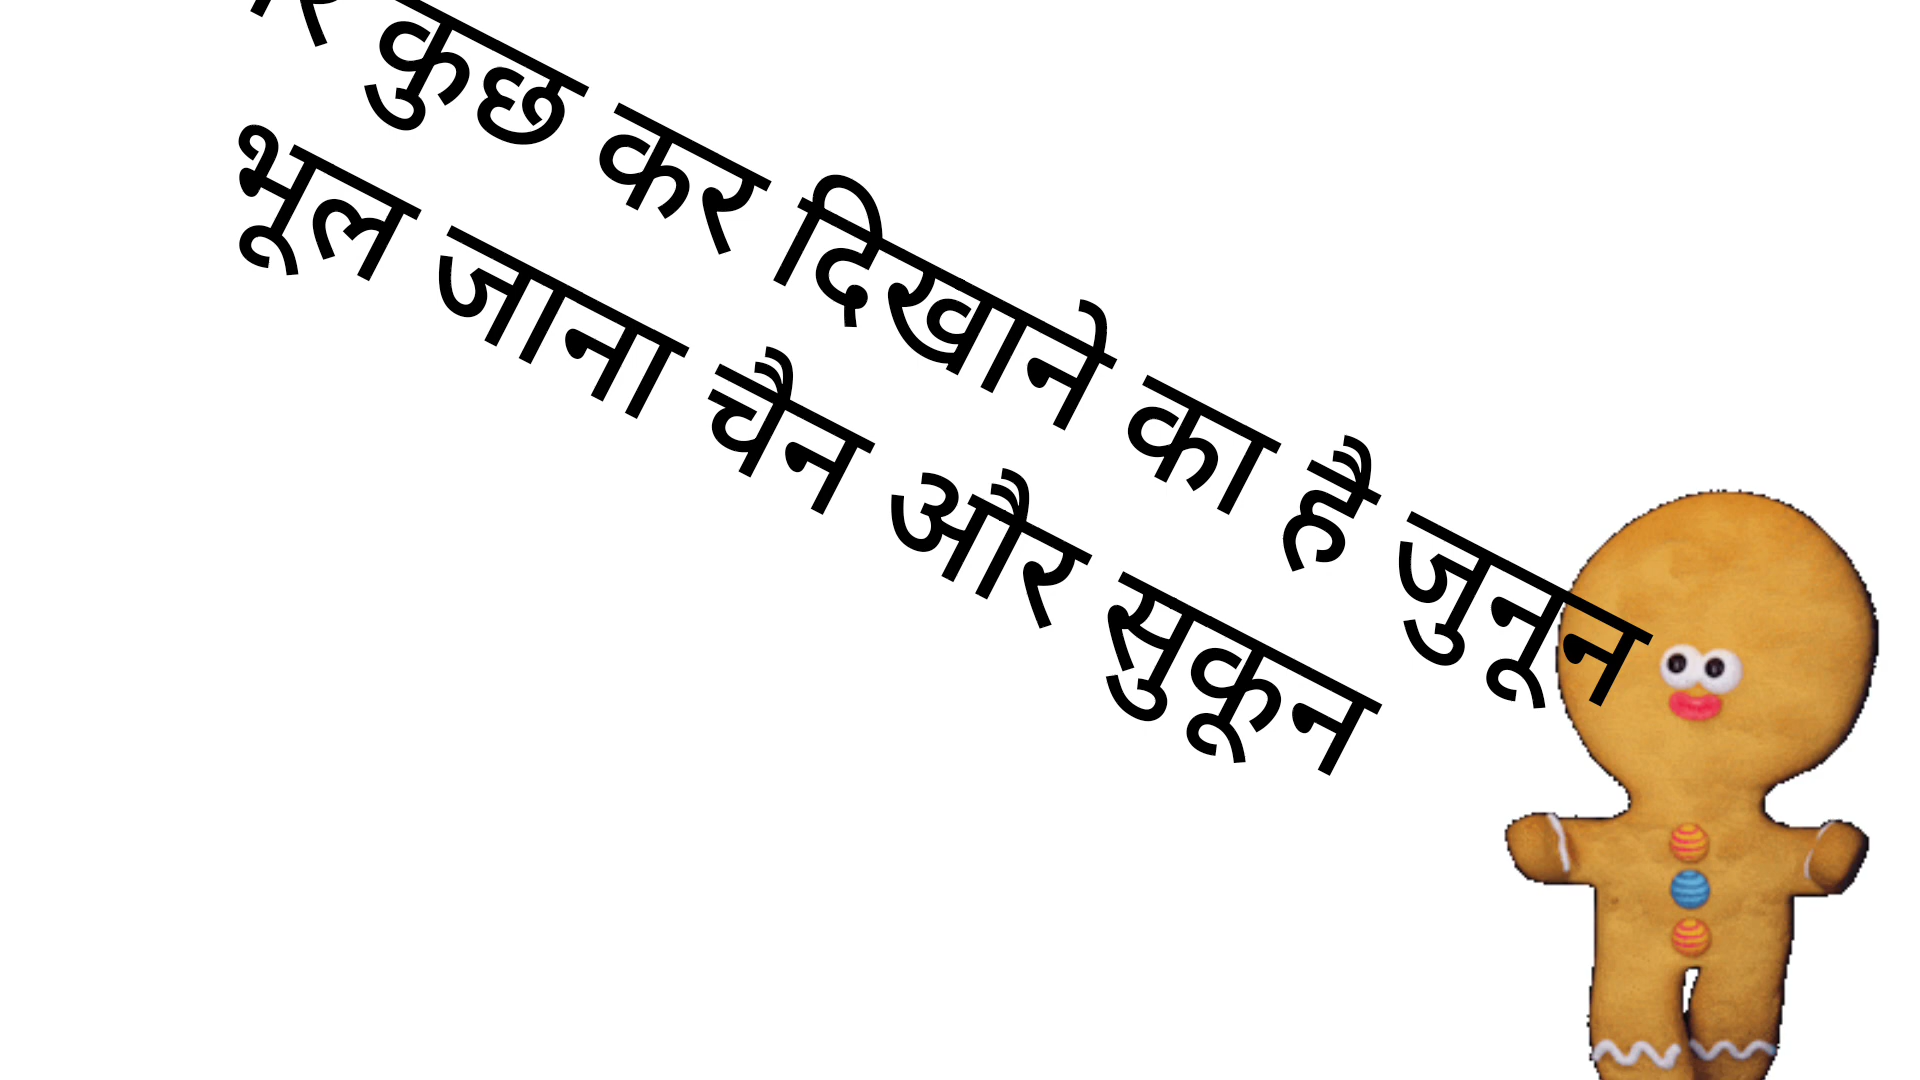 कुछ कर दिखाने का है जुनून
भूल जाना चैन और सुकून